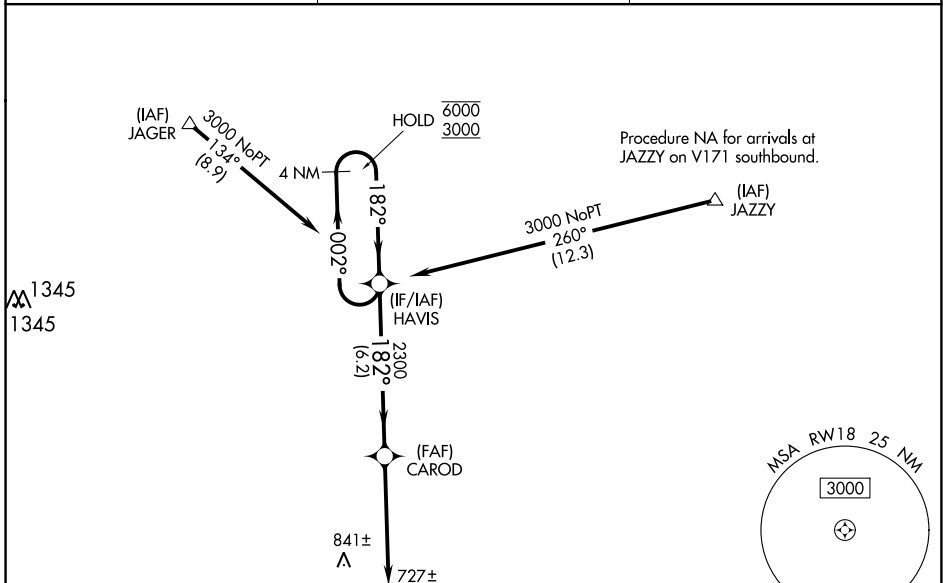 (IAF)
JAGER
3000 NoPT
134°
(8.9)
HOLD
6000
3000
4 NM
182°
002°
Procedure NA for arrivals at
JAZZY on V171 southbound.
(IAF)
JAZZY
3000 NoPT
260°
(12.3)
1345
1345
(IF/IAF)
HAVIS
2300
182°
(6.2)
(FAF)
CAROD
MSA RW18 25 NM
3000
841±
727±